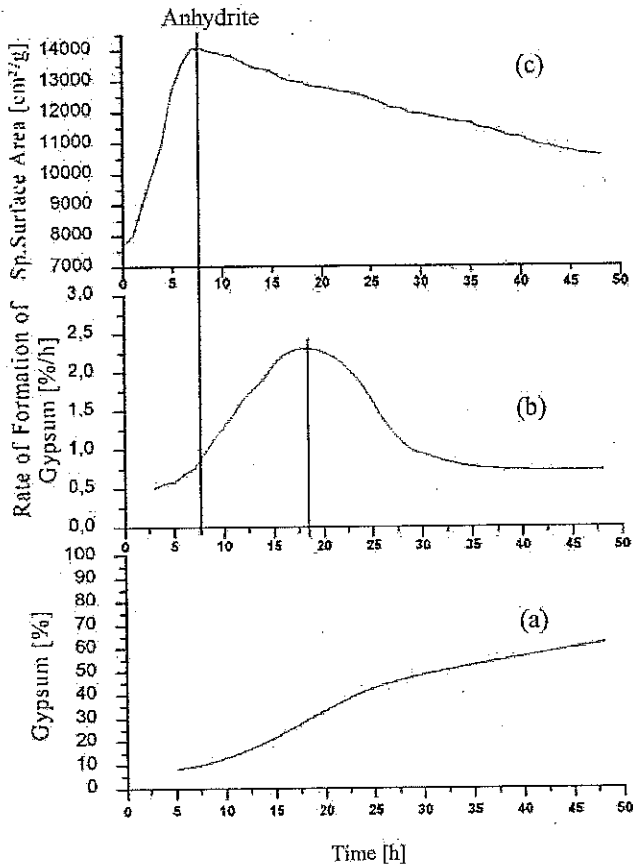 Anhydrite
Sp.Surface Area [cm²/g]
14000
13000
12000
11000
10000
9000
8000
7000
(c)
0 5 10 15 20 25 30 35 40 45 50
Rate of Formation of
Gypsum [%/h]
3,0
2,5
2,0
1,5
1,0
0,5
0,0
(b)
0 5 10 15 20 25 30 35 40 45 50
Gypsum [%]
100
90
80
70
60
50
40
30
20
10
0
(a)
0 5 10 15 20 25 30 35 40 45 50
Time [h]